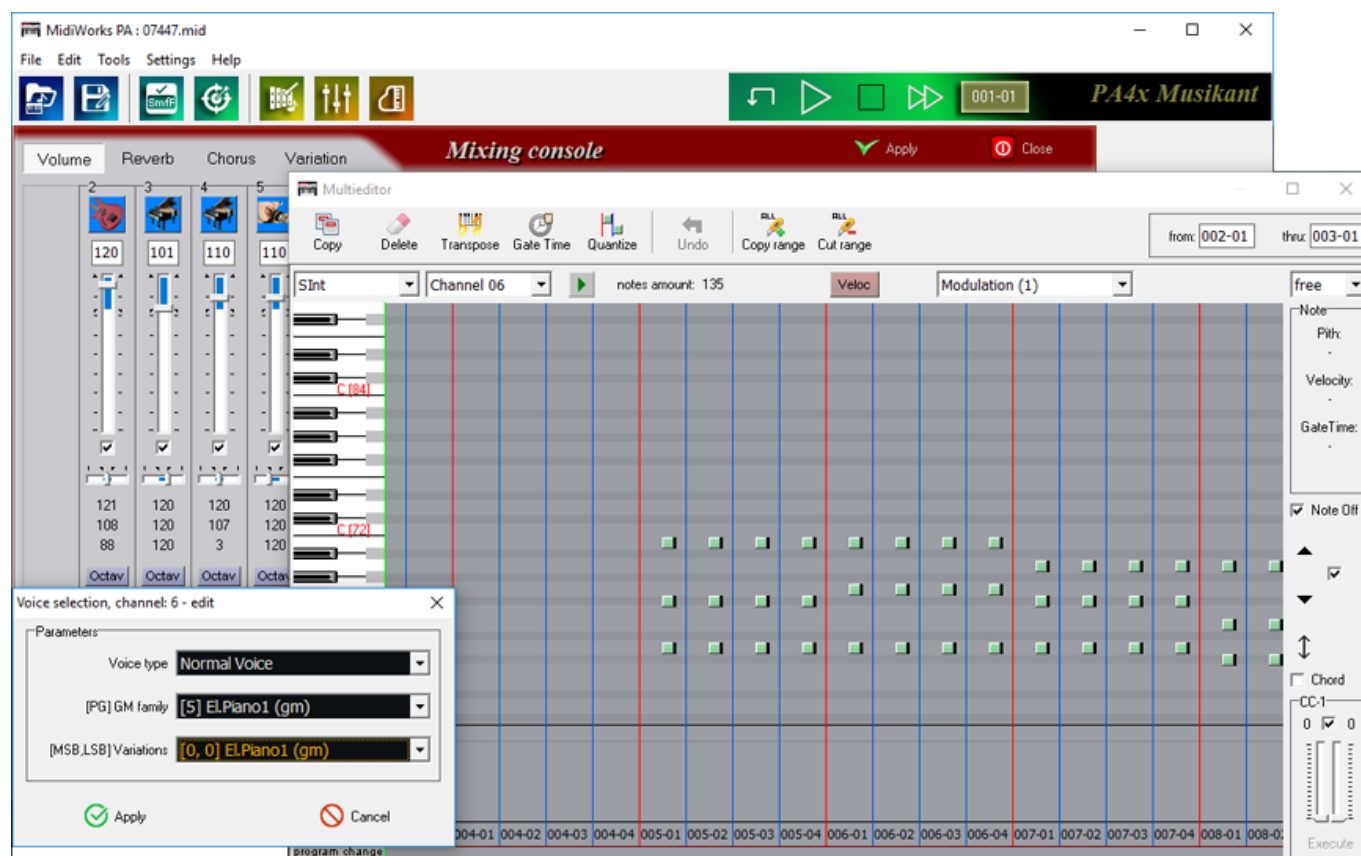 MidiWorks PA : 07447.mid
File Edit Tools Settings Help
SmfF
001-01
PA4x Musikant
Volume Reverb Chorus Variation
Mixing console
Apply
Close
2 3 4 5
120 101 110 110
121 120 120 120
108 120 107 120
88 120 3 120
Octav Octav Octav Octav
Multieditor
Copy Delete Transpose Gate Time Quantize Undo Copy range Cut range
ALL ALL
from: 002-01 thru: 003-01
SInt Channel 06 notes amount: 135 Veloc Modulation (1) free
Note
Pith:
-
Velocity:
-
GateTime:
-
C [84]
C [72]
Note Off
Chord
CC-1
0 0
Execute
Voice selection, channel: 6 - edit
Parameters
Voice type Normal Voice
[PG] GM family [5] El.Piano1 (gm)
[MSB,LSB] Variations [0, 0] El.Piano1 (gm)
Apply Cancel
004-01 004-02 004-03 004-04 005-01 005-02 005-03 005-04 006-01 006-02 006-03 006-04 007-01 007-02 007-03 007-04 008-01 008-0
program change